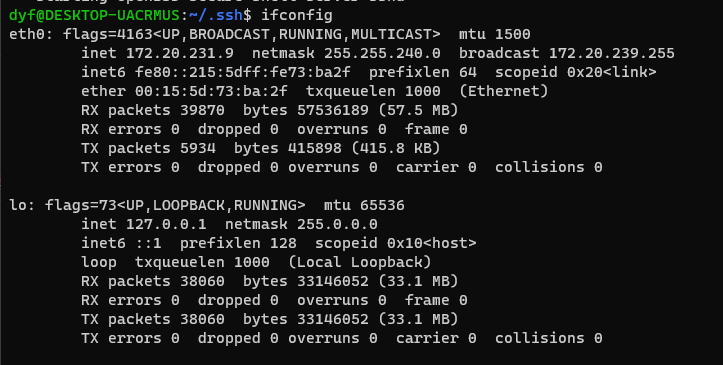 dyf@DESKTOP-UACRMUS:~/.ssh$ ifconfig
eth0: flags=4163<UP,BROADCAST,RUNNING,MULTICAST>  mtu 1500
        inet 172.20.231.9  netmask 255.255.240.0  broadcast 172.20.239.255
        inet6 fe80::215:5dff:fe73:ba2f  prefixlen 64  scopeid 0x20<link>
        ether 00:15:5d:73:ba:2f  txqueuelen 1000  (Ethernet)
        RX packets 39870  bytes 57536189 (57.5 MB)
        RX errors 0  dropped 0  overruns 0  frame 0
        TX packets 5934  bytes 415898 (415.8 KB)
        TX errors 0  dropped 0 overruns 0  carrier 0  collisions 0

lo: flags=73<UP,LOOPBACK,RUNNING>  mtu 65536
        inet 127.0.0.1  netmask 255.0.0.0
        inet6 ::1  prefixlen 128  scopeid 0x10<host>
        loop  txqueuelen 1000  (Local Loopback)
        RX packets 38060  bytes 33146052 (33.1 MB)
        RX errors 0  dropped 0  overruns 0  frame 0
        TX packets 38060  bytes 33146052 (33.1 MB)
        TX errors 0  dropped 0 overruns 0  carrier 0  collisions 0